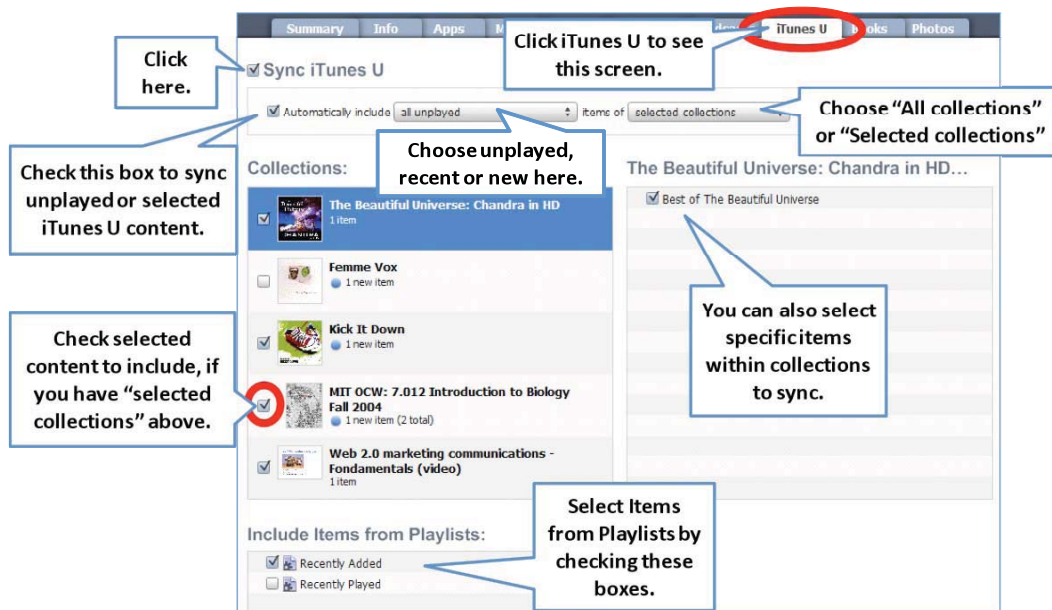 Summary Info Apps iTunes U Photos
Click iTunes U to see
this screen.
Click
here.
Sync iTunes U
Automatically include all unplayed items of selected collections
Choose “All collections”
or “Selected collections”
Check this box to sync
unplayed or selected
iTunes U content.
Choose unplayed,
recent or new here.
Collections:
The Beautiful Universe: Chandra in HD
1 item
Femme Vox
1 new item
Kick It Down
1 new item
MIT OCW: 7.012 Introduction to Biology
Fall 2004
1 new item (2 total)
Web 2.0 marketing communications -
Fondamentals (video)
1 item
Check selected
content to include, if
you have “selected
collections” above.
The Beautiful Universe: Chandra in HD...
Best of The Beautiful Universe
You can also select
specific items
within collections
to sync.
Include Items from Playlists:
Recently Added
Recently Played
Select Items
from Playlists by
checking these
boxes.